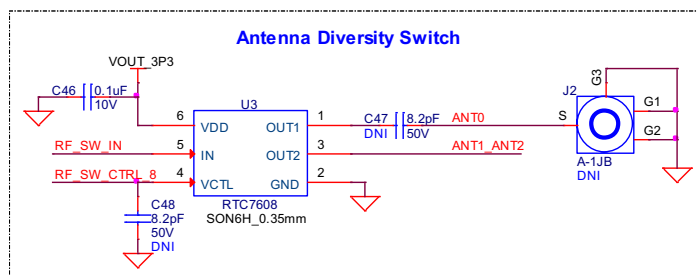 Antenna Diversity Switch
VOUT_3P3
C46
0.1uF
10V
U3
6
VDD
OUT1
1
C47
DNI
8.2pF
50V
ANT0
J2
G3
S
G1
G2
A-1JB
DNI
RF_SW_IN
5
IN
OUT2
3
ANT1_ANT2
RF_SW_CTRL_8
4
VCTL
GND
2
RTC7608
SON6H_0.35mm
C48
8.2pF
50V
DNI